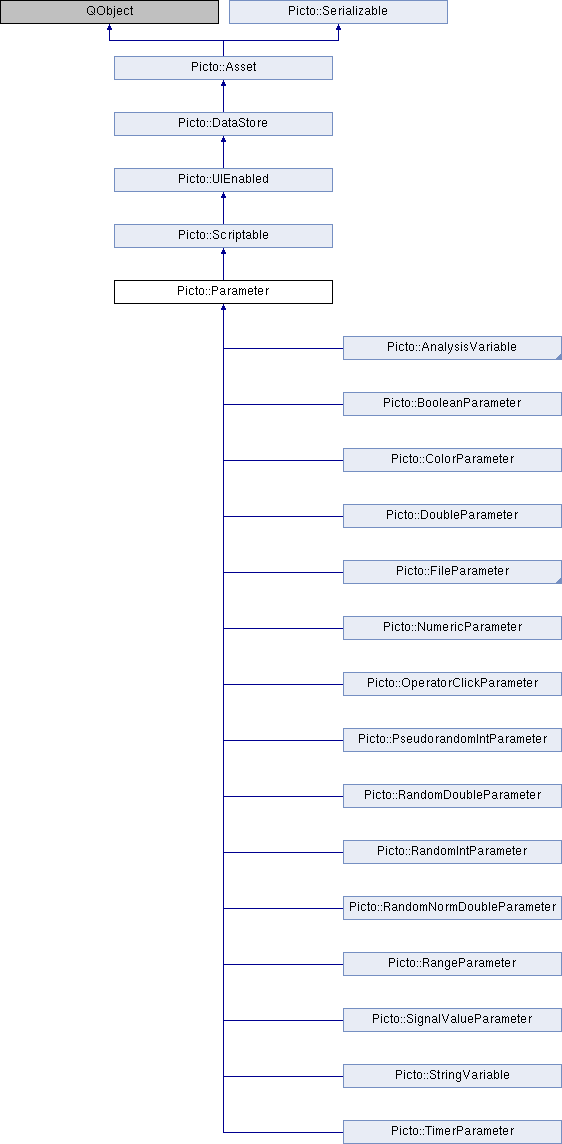 QObject
Picto::Serializable
Picto::Asset
Picto::DataStore
Picto::UIEnabled
Picto::Scriptable
Picto::Parameter
Picto::AnalysisVariable
Picto::BooleanParameter
Picto::ColorParameter
Picto::DoubleParameter
Picto::FileParameter
Picto::NumericParameter
Picto::OperatorClickParameter
Picto::PseudorandomIntParameter
Picto::RandomDoubleParameter
Picto::RandomIntParameter
Picto::RandomNormDoubleParameter
Picto::RangeParameter
Picto::SignalValueParameter
Picto::StringVariable
Picto::TimerParameter